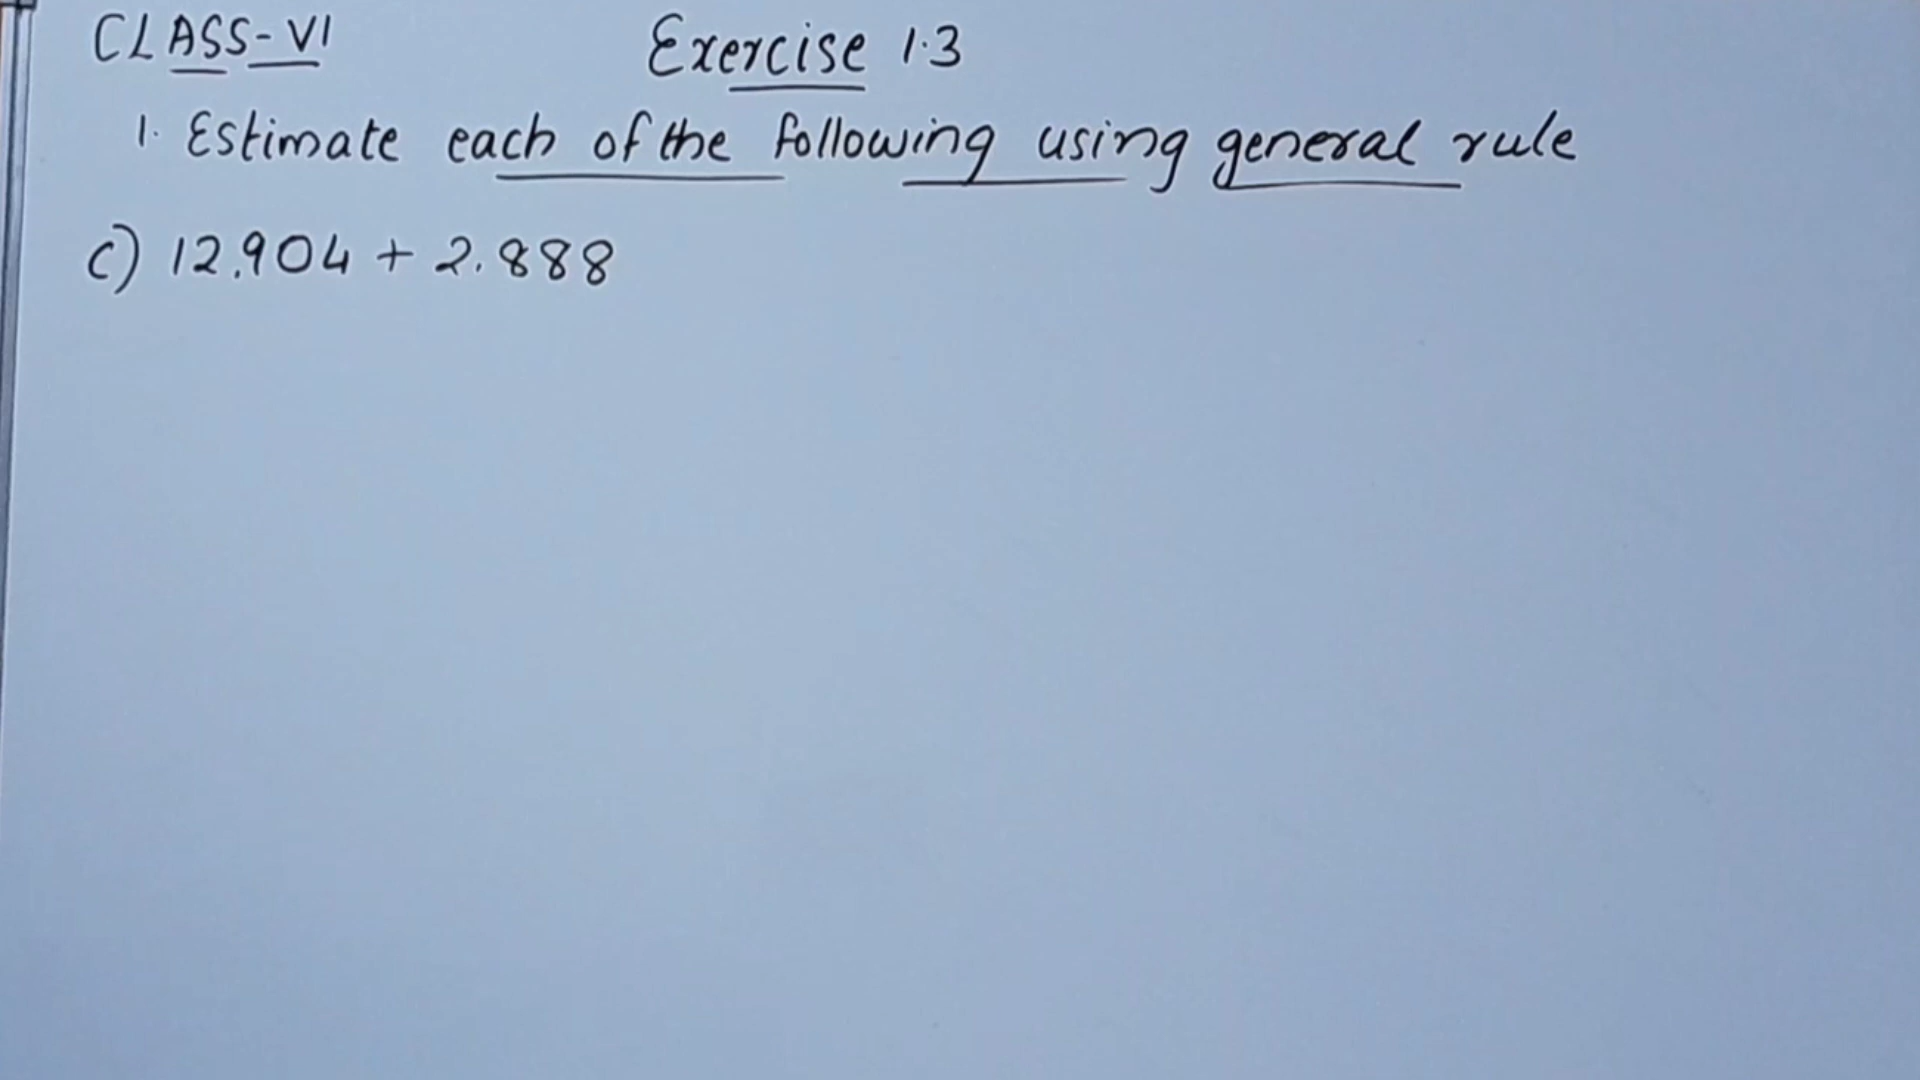 CLASS-VI
Exercise 1.3
1. Estimate each of the following using general rule
c) 12.904 + 2.888